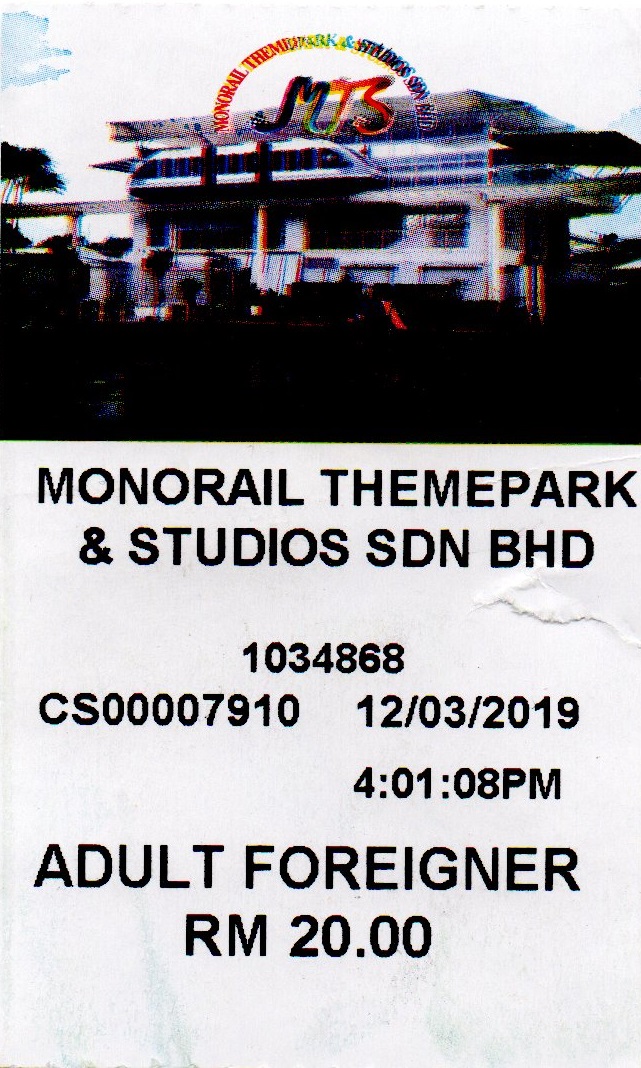 MONORAIL THEMEPARK & STUDIOS SDN BHD
MTS
MONORAIL THEMEPARK
& STUDIOS SDN BHD
1034868
CS00007910 12/03/2019
4:01:08PM
ADULT FOREIGNER
RM 20.00